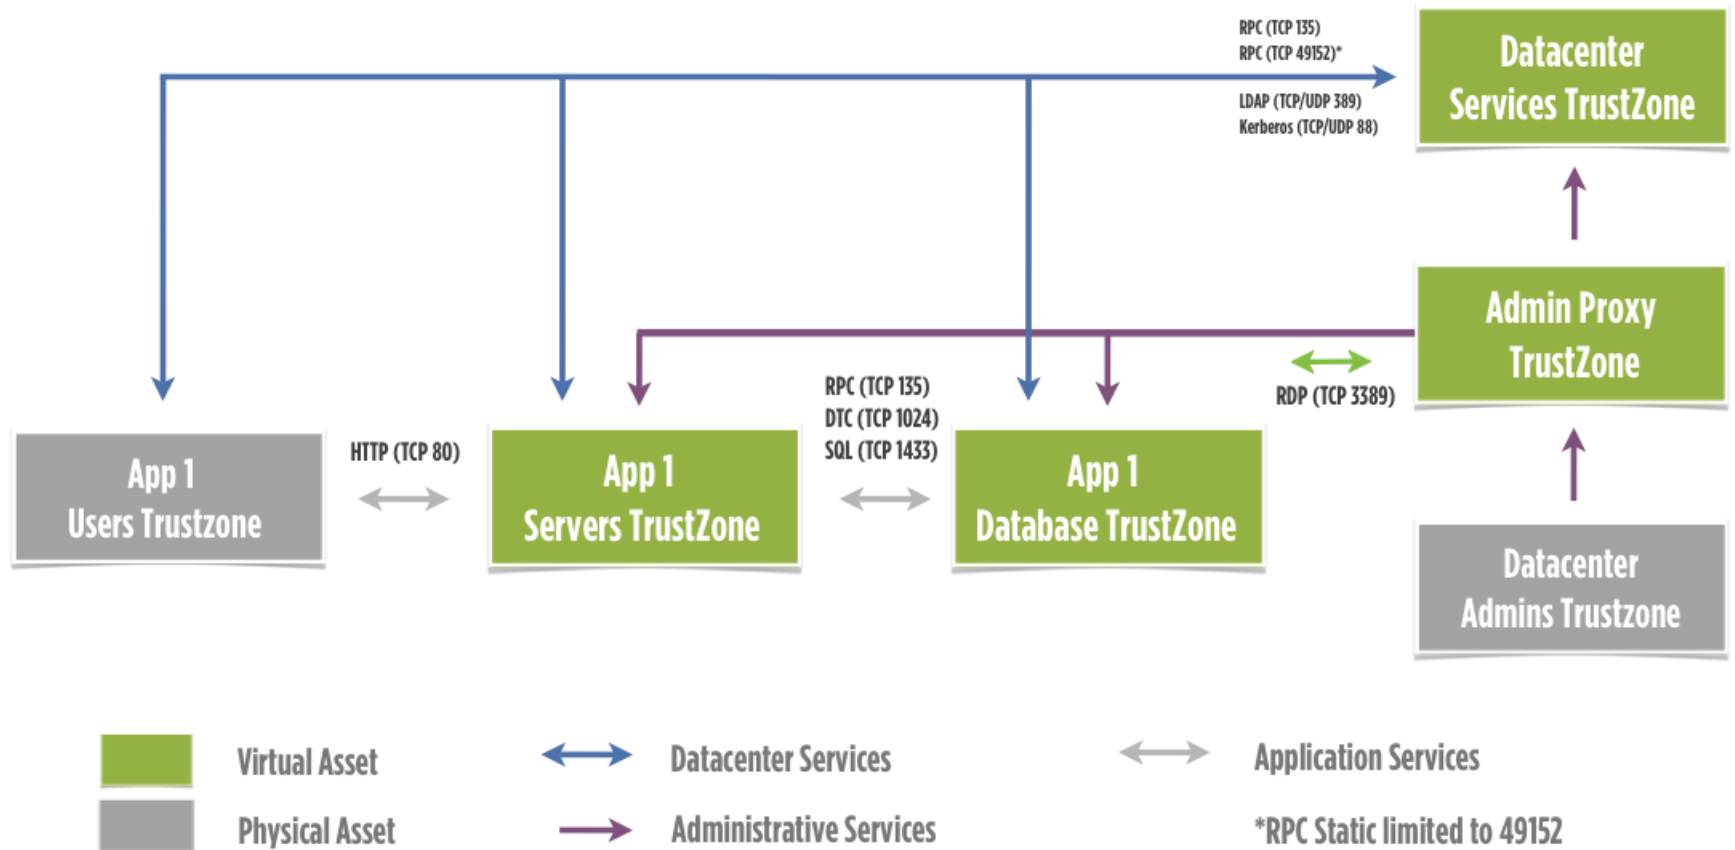 RPC (TCP 135)
RPC (TCP 49152)*
LDAP (TCP/UDP 389)
Kerberos (TCP/UDP 88)
Datacenter
Services TrustZone
Admin Proxy
TrustZone
RDP (TCP 3389)
RPC (TCP 135)
DTC (TCP 1024)
SQL (TCP 1433)
HTTP (TCP 80)
App 1
Users Trustzone
App 1
Servers TrustZone
App 1
Database TrustZone
Datacenter
Admins Trustzone
Virtual Asset
Datacenter Services
Application Services
Physical Asset
Administrative Services
*RPC Static limited to 49152